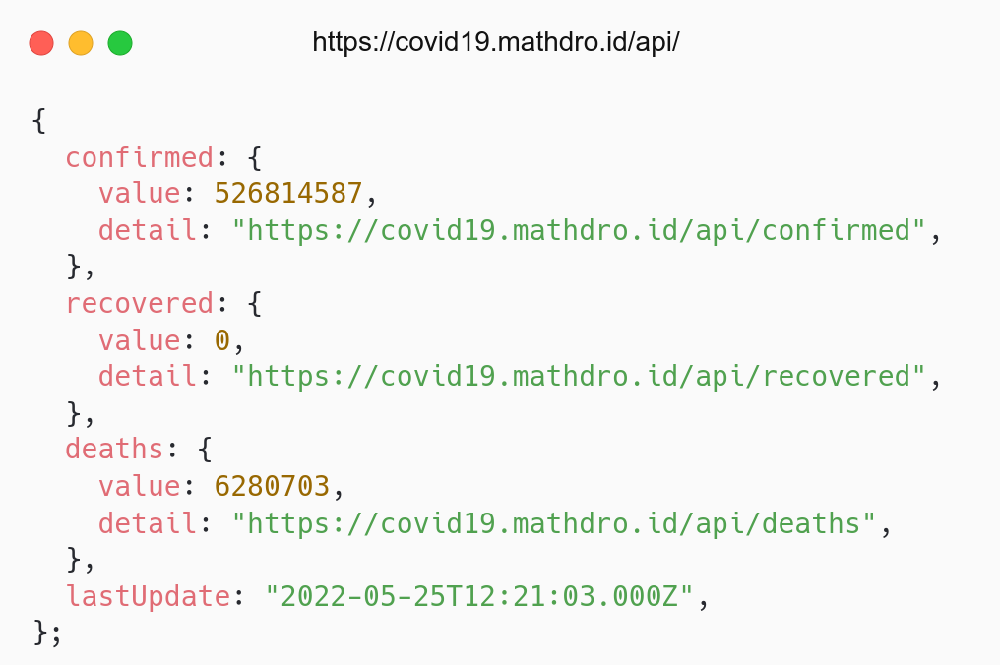 https://covid19.mathdro.id/api/
{
  confirmed: {
    value: 526814587,
    detail: "https://covid19.mathdro.id/api/confirmed",
  },
  recovered: {
    value: 0,
    detail: "https://covid19.mathdro.id/api/recovered",
  },
  deaths: {
    value: 6280703,
    detail: "https://covid19.mathdro.id/api/deaths",
  },
  lastUpdate: "2022-05-25T12:21:03.000Z",
};